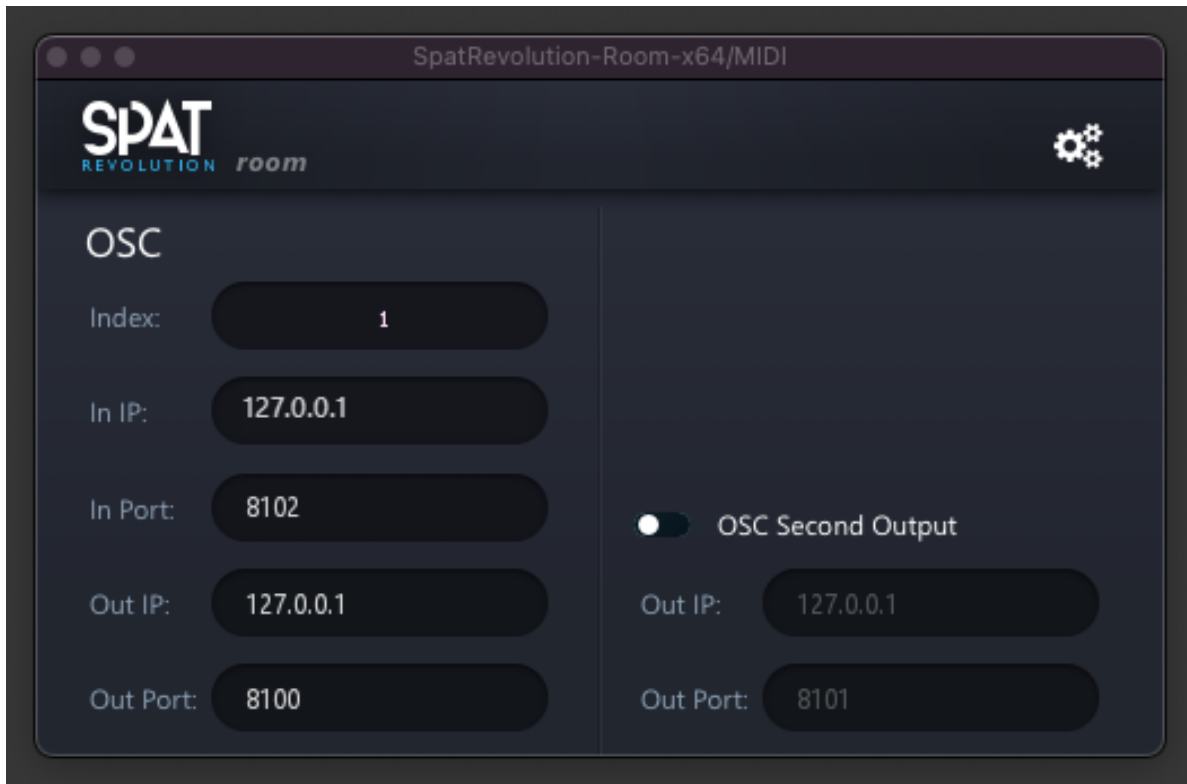 SpatRevolution-Room-x64/MIDI
SPAT
REVOLUTION room
OSC
Index: 1
In IP: 127.0.0.1
In Port: 8102
OSC Second Output
Out IP: 127.0.0.1
Out IP: 127.0.0.1
Out Port: 8100
Out Port: 8101